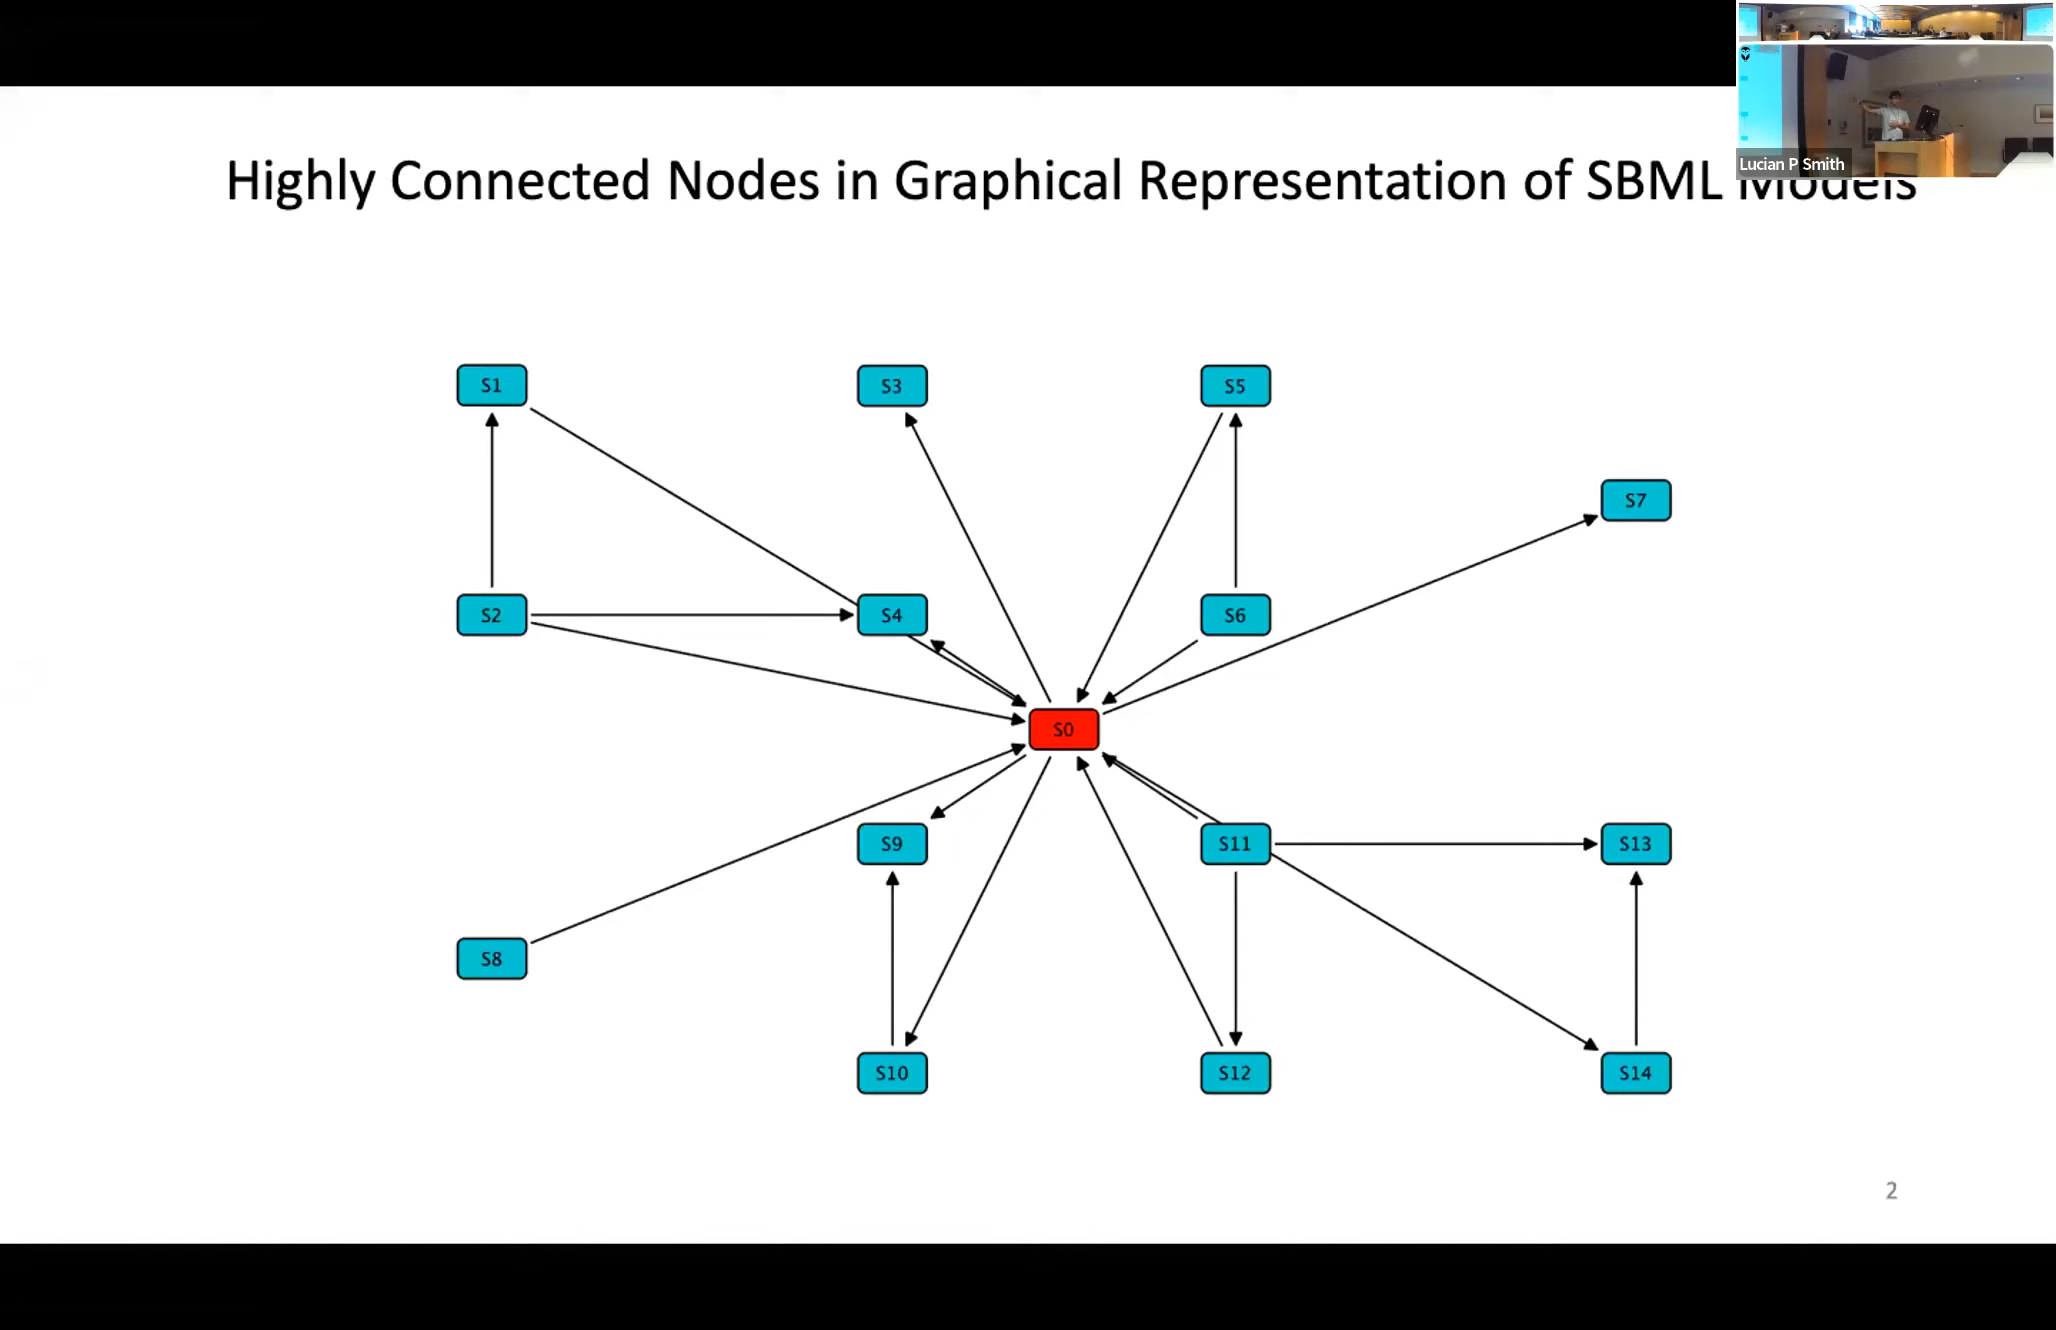 Lucian P Smith
Highly Connected Nodes in Graphical Representation of SBML Models
S1
S3
S5
S7
S2
S4
S6
S0
S9
S11
S13
S8
S10
S12
S14
2